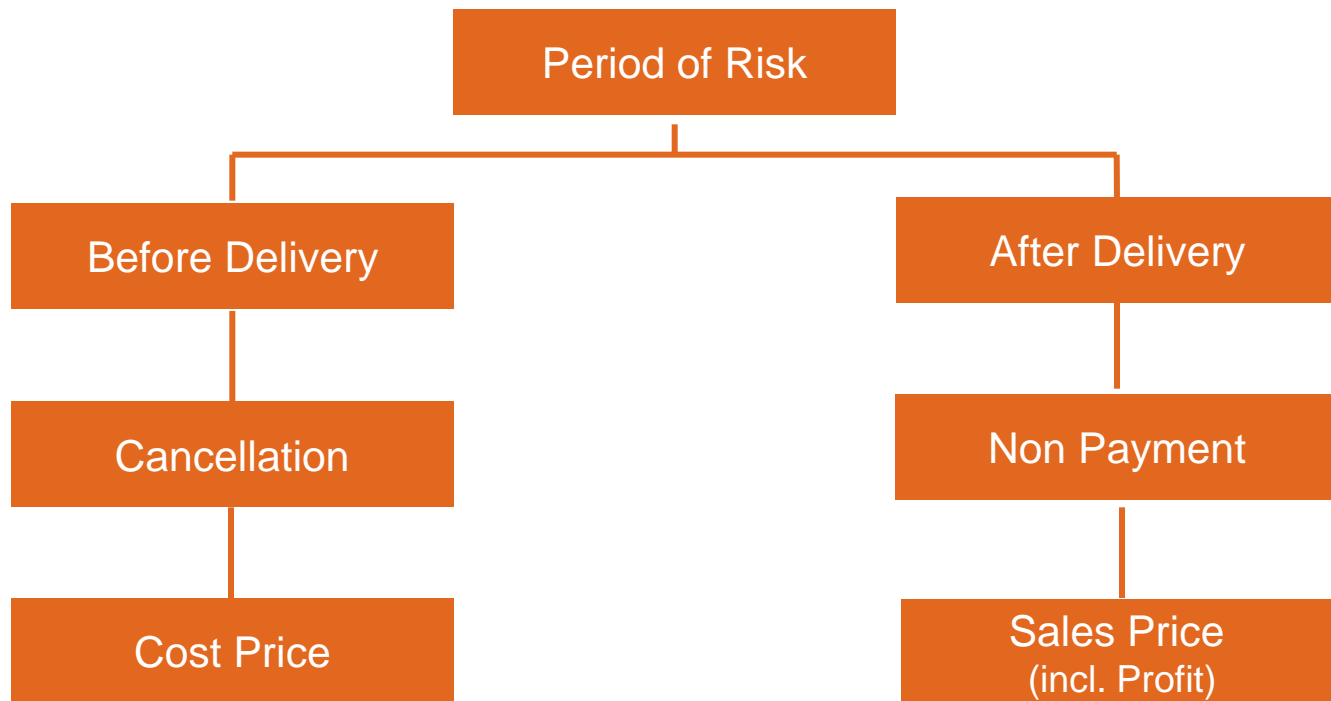 Period of Risk
Before Delivery
After Delivery
Cancellation
Non Payment
Cost Price
Sales Price
(incl. Profit)